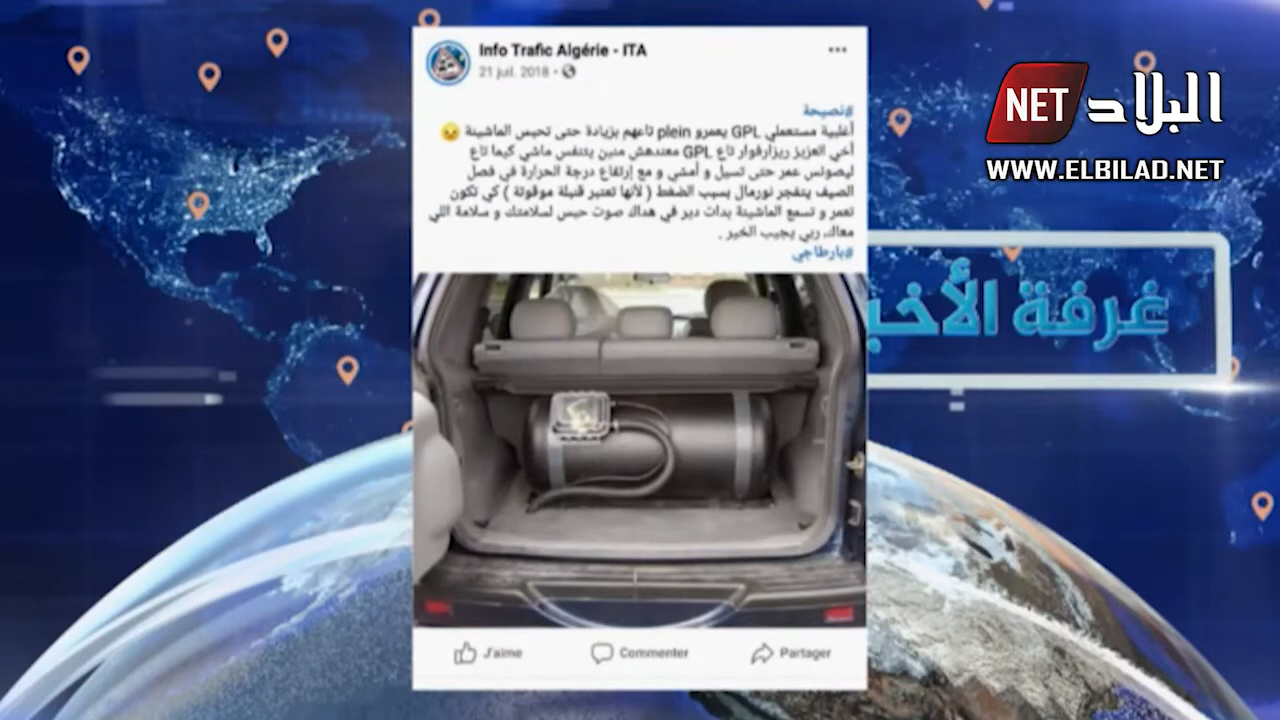 Info Trafic Algérie - ITA
21 juil. 2018
#نصيحة
أغلبية مستعملي GPL يعمرو plein تاعهم بزيادة حتى تحبس الماشينة
أخي العزيز ريزارفوار تاع GPL معندهش منين يتنفس ماشي كيما تاع
ليصونس عمر حتى تسيل و أمشي و مع إرتفاع درجة الحرارة في فصل
الصيف يتفجر نورمال بسبب الضغط ( لأنها تعتبر قنبلة موقوتة ) كي تكون
تعمر و تسمع الماشينة بدات دير في هداك صوت حبس لسلامتك و سلامة اللي
معاك، ربي يجيب الخير .
#بارطاجي
J'aime
Commenter
Partager
NET البلاد
WWW.ELBILAD.NET
غرفة